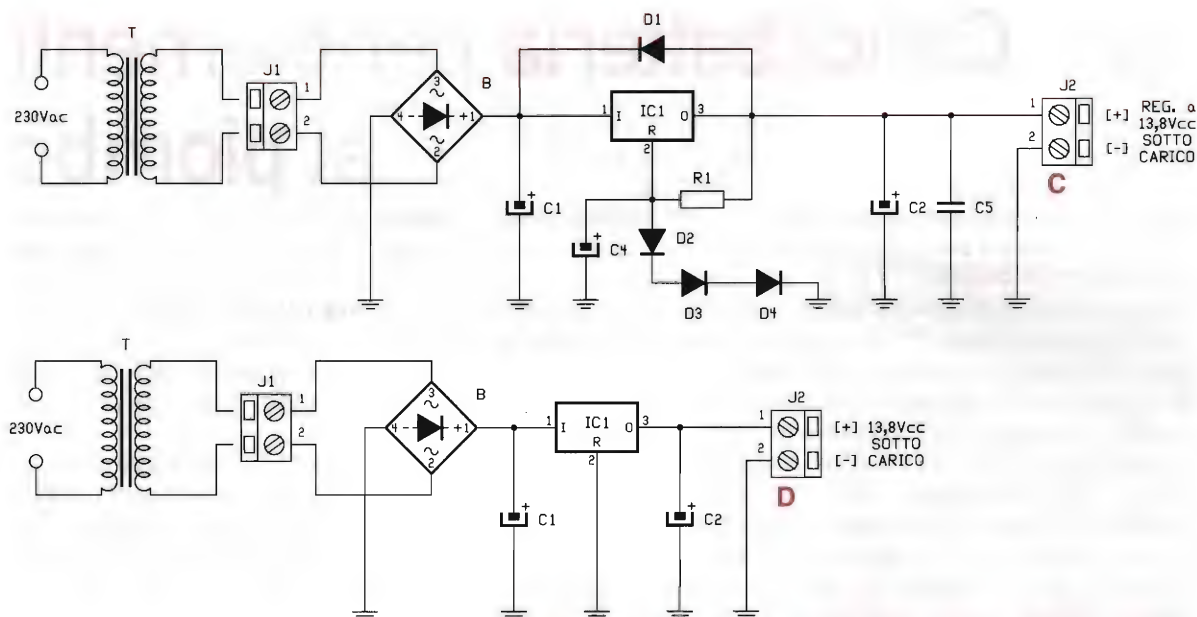 T
230Vac
J1
1
2
3
~
4 - + 1
~
2
B
D1
1 I IC1 O 3
R
2
R1
C1
+
C4
+
D2
D3
D4
C2
+
C5
J2
1 [+] REG. a
13,8Vcc
2 [-] SOTTO
CARICO
C
T
230Vac
J1
1
2
3
~
4 - + 1
~
2
B
1 I IC1 O 3
R
2
C1
+
C2
+
J2
1 [+] 13,8Vcc
SOTTO
2 [-] CARICO
D